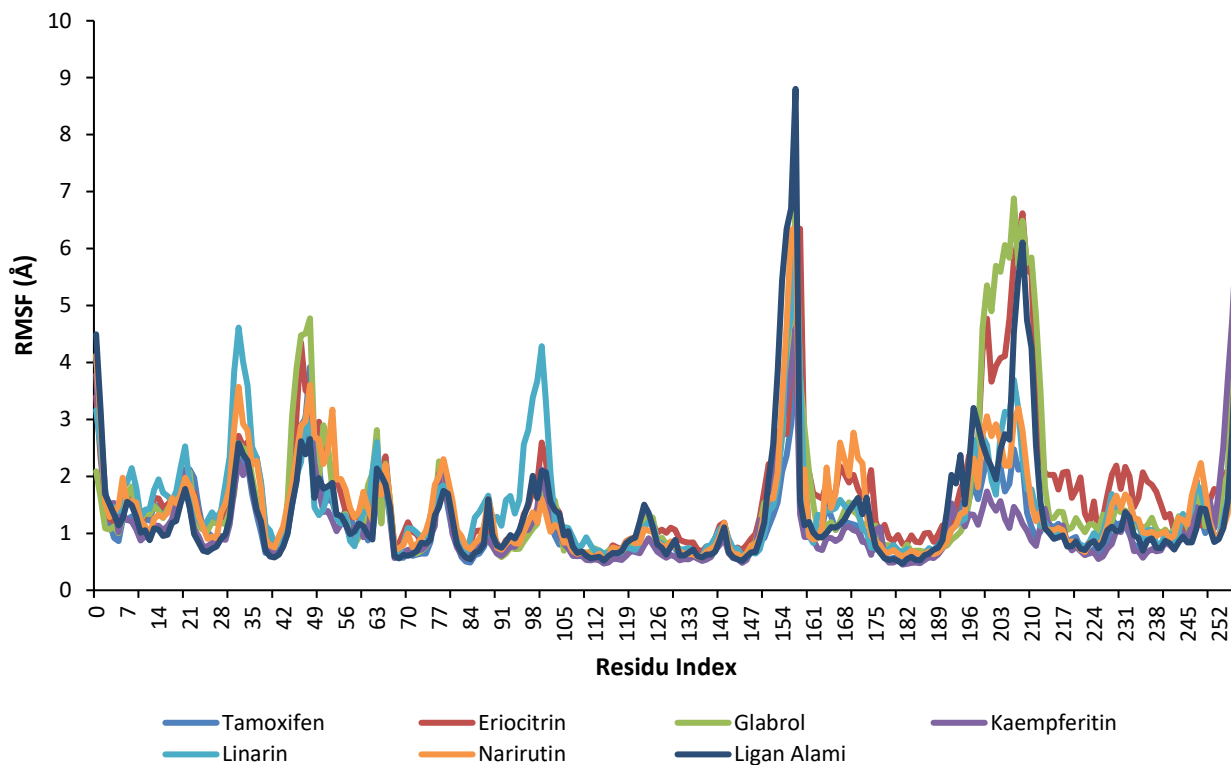 10
9
8
7
6
5
4
3
2
1
0
RMSF (Å)
0 7 14 21 28 35 42 49 56 63 70 77 84 91 98 105 112 119 126 133 140 147 154 161 168 175 182 189 196 203 210 217 224 231 238 245 252
Residu Index
Tamoxifen Eriocitrin Glabrol Kaempferitin
Linarin Narirutin Ligan Alami